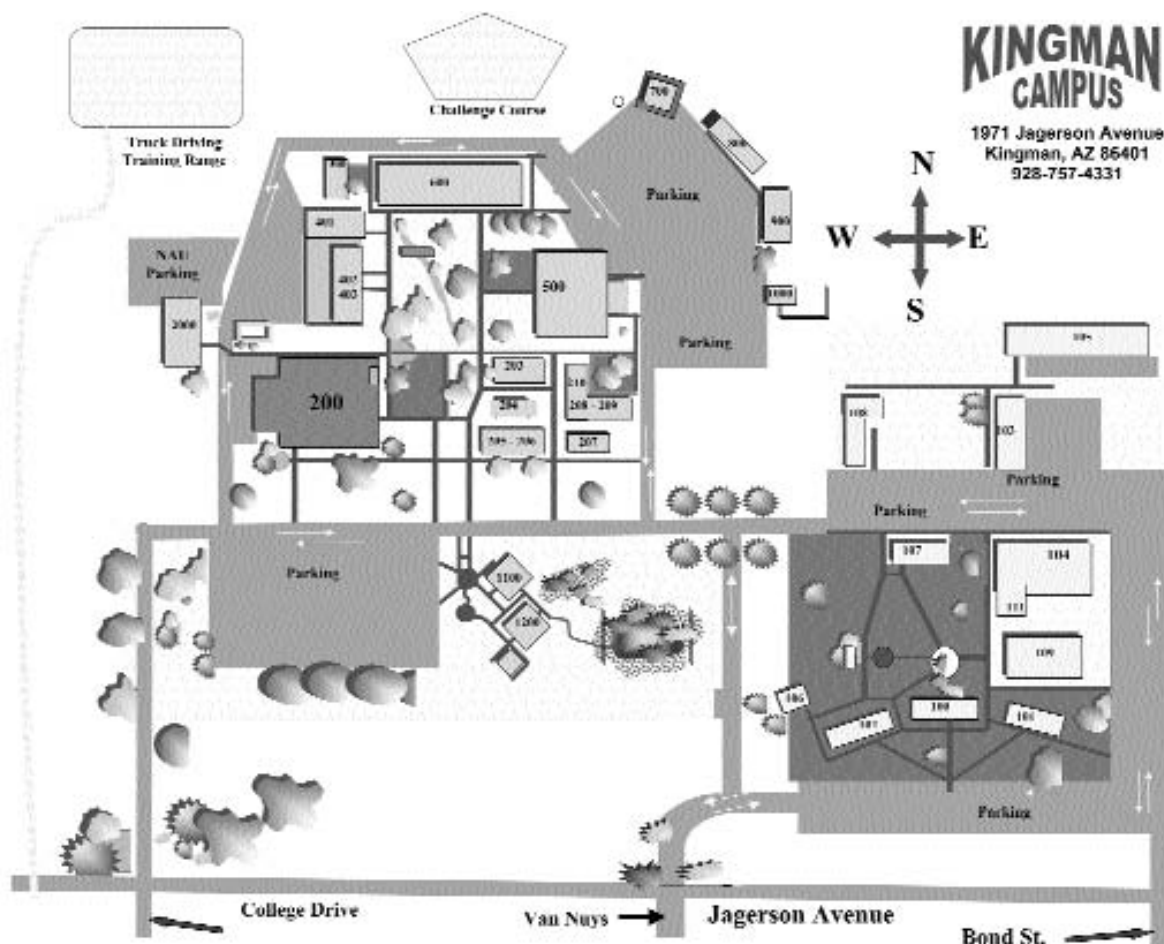 KINGMAN
CAMPUS
1971 Jagerson Avenue
Kingman, AZ 86401
928-757-4331
N
W
E
S
Challenge Course
Truck Driving
Training Range
700
800
600
Parking
900
401
NAU
Parking
402
403
500
1000
2000
Parking
203
200
210
208 - 209
204
205 - 206
207
108
103
Parking
Parking
107
104
Parking
1100
111
1200
109
106
100
Parking
College Drive
Van Nuys
Jagerson Avenue
Bond St.